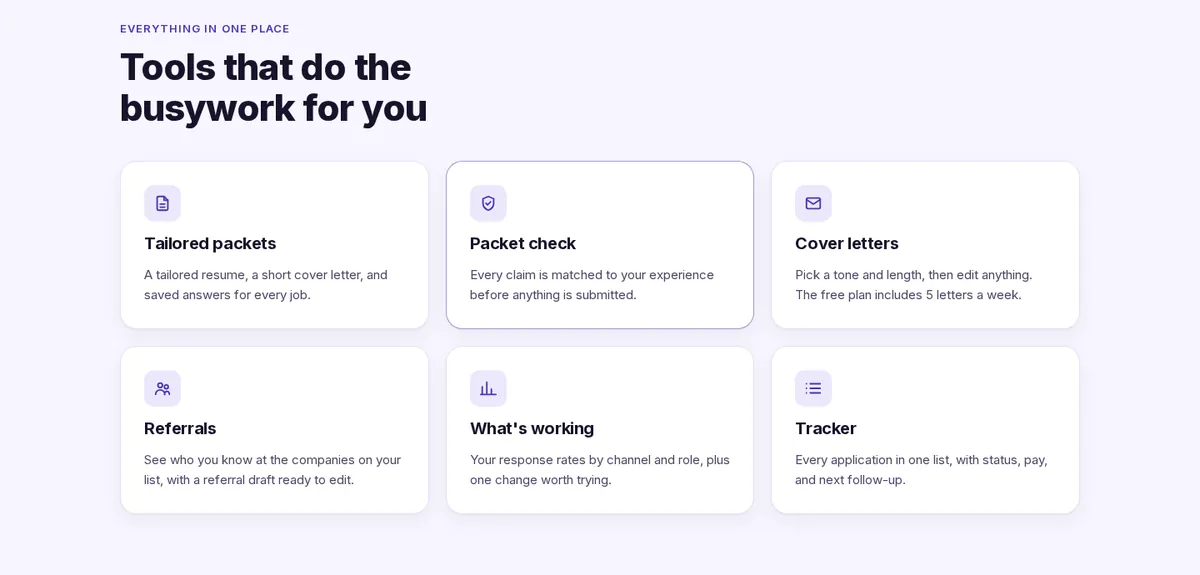 EVERYTHING IN ONE PLACE
Tools that do the
busywork for you
Tailored packets
A tailored resume, a short cover letter, and
saved answers for every job.
Packet check
Every claim is matched to your experience
before anything is submitted.
Cover letters
Pick a tone and length, then edit anything.
The free plan includes 5 letters a week.
Referrals
See who you know at the companies on your
list, with a referral draft ready to edit.
What's working
Your response rates by channel and role, plus
one change worth trying.
Tracker
Every application in one list, with status, pay,
and next follow-up.